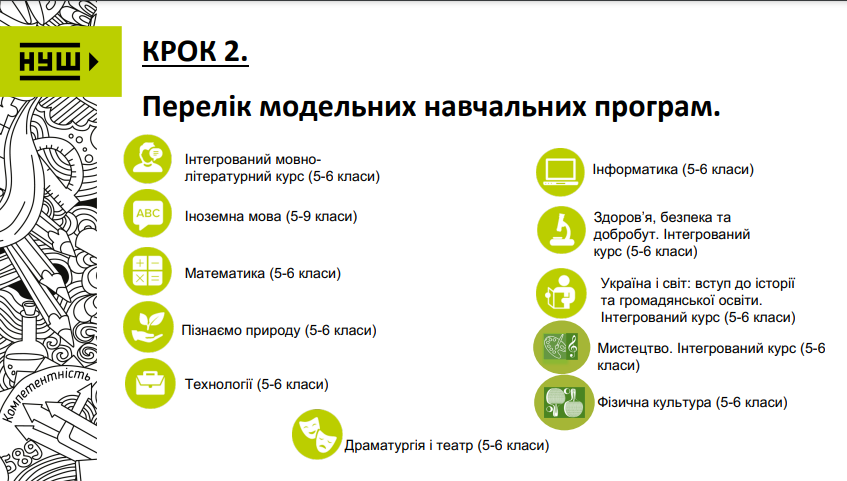 НУШ
КРОК 2.
Перелік модельних навчальних програм.
Інтегрований мовно-
літературний курс (5-6 класи)
ABC
Іноземна мова (5-9 класи)
Математика (5-6 класи)
Пізнаємо природу (5-6 класи)
Технології (5-6 класи)
Інформатика (5-6 класи)
Здоров’я, безпека та
добробут. Інтегрований
курс (5-6 класи)
Україна і світ: вступ до історії
та громадянської освіти.
Інтегрований курс (5-6 класи)
Мистецтво. Інтегрований курс (5-6
класи)
Фізична культура (5-6 класи)
Драматургія і театр (5-6 класи)
Компетентність
589